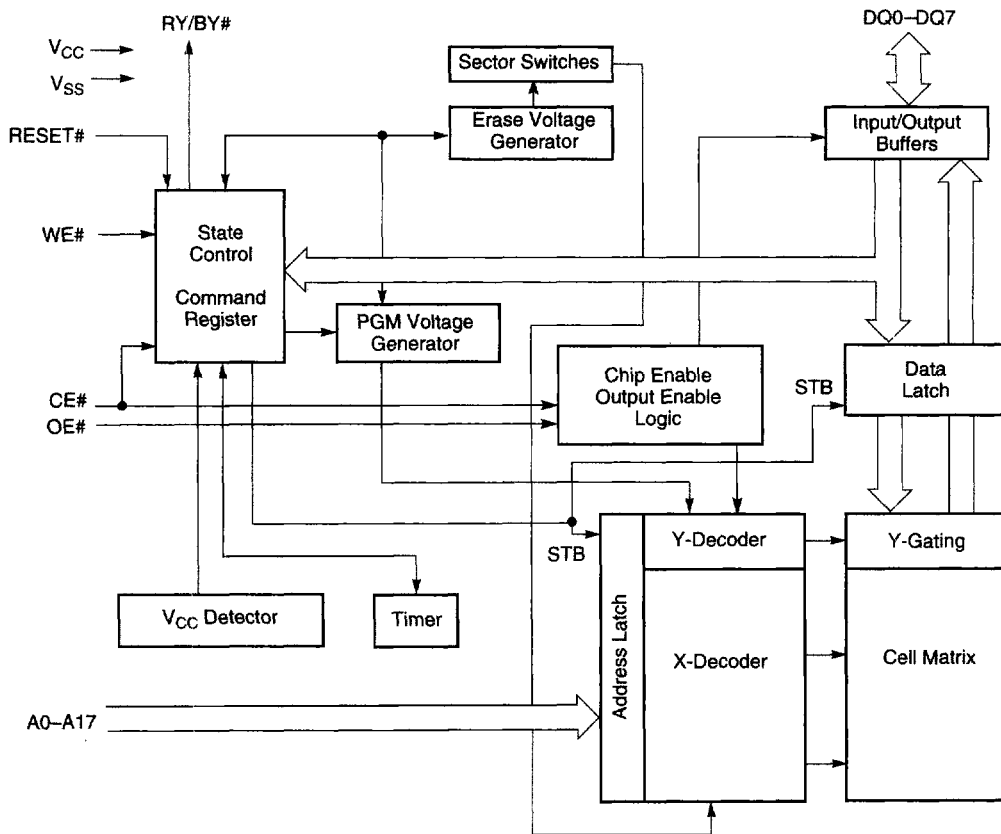 RY/BY#
DQ0–DQ7
VCC
VSS
Sector Switches
RESET#
Erase Voltage
Generator
Input/Output
Buffers
WE#
State
Control
Command
Register
PGM Voltage
Generator
Chip Enable
Output Enable
Logic
Data
Latch
STB
CE#
OE#
STB
Y-Decoder
Y-Gating
VCC Detector
Timer
Address Latch
X-Decoder
Cell Matrix
A0–A17